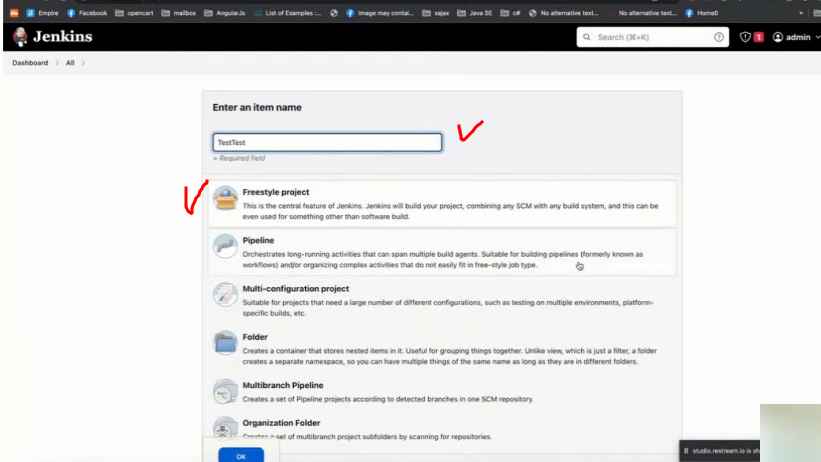 Empire
Facebook
opencart
mailbox
AngularJs
List of Examples :...
Image may contai...
xajax
Java SE
c#
No alternative text...
No alternative text...
Home0
»
Jenkins
Search (⌘+K)
1
admin
Dashboard > All >
Enter an item name
TestTest
» Required field
Freestyle project
This is the central feature of Jenkins. Jenkins will build your project, combining any SCM with any build system, and this can be
even used for something other than software build.
Pipeline
Orchestrates long-running activities that can span multiple build agents. Suitable for building pipelines (formerly known as
workflows) and/or organizing complex activities that do not easily fit in free-style job type.
Multi-configuration project
Suitable for projects that need a large number of different configurations, such as testing on multiple environments, platform-
specific builds, etc.
Folder
Creates a container that stores nested items in it. Useful for grouping things together. Unlike view, which is just a filter, a folder
creates a separate namespace, so you can have multiple things of the same name as long as they are in different folders.
Multibranch Pipeline
Creates a set of Pipeline projects according to detected branches in one SCM repository.
Organization Folder
Creates a set of multibranch project subfolders by scanning for repositories.
OK
studio.restream.io is sh